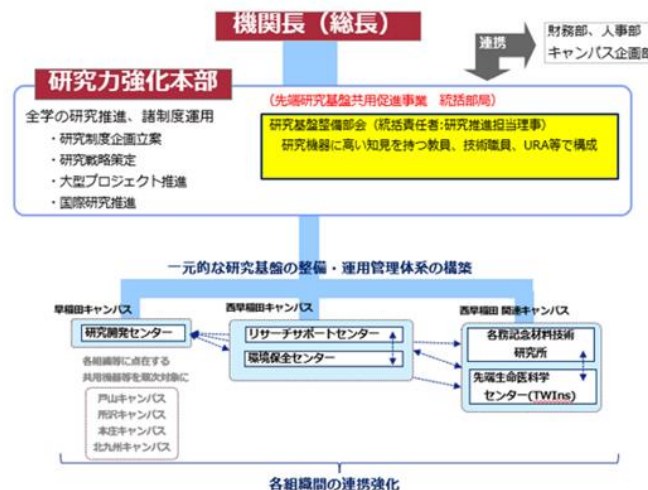 機関長（総長）
連携
財務部、人事部
キャンパス企画部
研究力強化本部
全学の研究推進、諸制度運用
・研究制度企画立案
・研究戦略策定
・大型プロジェクト推進
・国際研究推進
(先端研究基盤共用促進事業　統括部局)
研究基盤整備部会（統括責任者:研究推進担当理事）
研究機器に高い知見を持つ教員、技術職員、URA等で構成
一元的な研究基盤の整備・運用管理体系の構築
早稲田キャンパス
研究開発センター
各組織等に点在する
共用機器等を順次対象に
戸山キャンパス
所沢キャンパス
本庄キャンパス
北九州キャンパス
西早稲田キャンパス
リサーチサポートセンター
環境保全センター
西早稲田 関連キャンパス
各務記念材料技術
研究所
先端生命医科学
センター(TWIns)
各組織間の連携強化